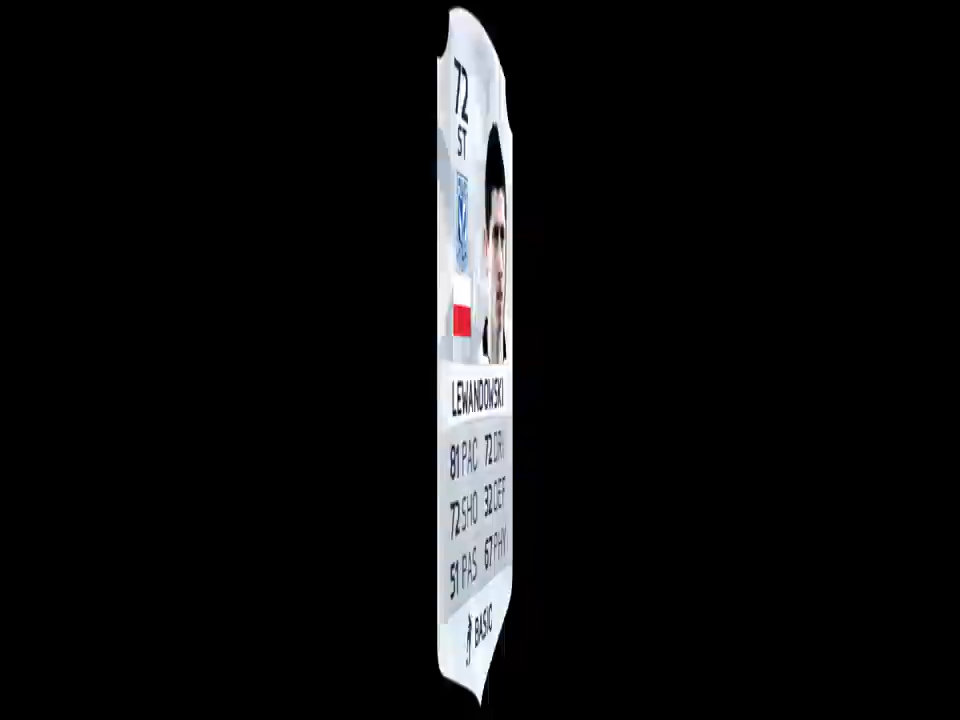 72
ST
LEWANDOWSKI
81 PAC 72 DRI
72 SHO 32 DEF
51 PAS 67 PHY
BASIC